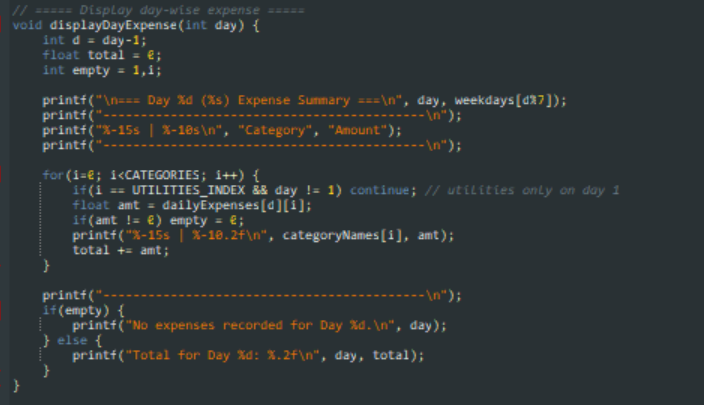 // ===== Display day-wise expense =====
void displayDayExpense(int day) {
    int d = day-1;
    float total = 0;
    int empty = 1,i;

    printf("\n=== Day %d (%s) Expense Summary ===\n", day, weekdays[d%7]);
    printf("-------------------------------------------\n");
    printf("%-15s | %-10s\n", "Category", "Amount");
    printf("-------------------------------------------\n");

    for(i=0; i<CATEGORIES; i++) {
        if(i == UTILITIES_INDEX && day != 1) continue; // utilities only on day 1
        float amt = dailyExpenses[d][i];
        if(amt != 0) empty = 0;
        printf("%-15s | %-10.2f\n", categoryNames[i], amt);
        total += amt;
    }

    printf("-------------------------------------------\n");
    if(empty) {
        printf("No expenses recorded for Day %d.\n", day);
    } else {
        printf("Total for Day %d: %.2f\n", day, total);
    }
}